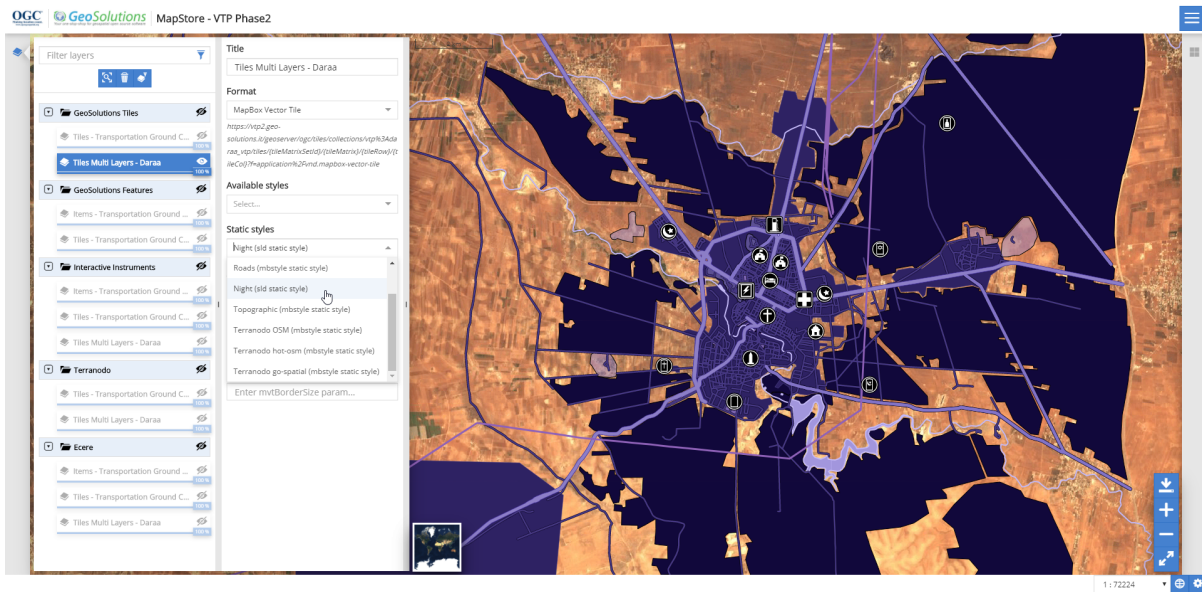 OGC
GeoSolutions
MapStore - VTP Phase2
Filter layers
GeoSolutions Tiles
Tiles - Transportation Ground C...
100 %
Tiles Multi Layers - Daraa
100 %
GeoSolutions Features
Items - Transportation Ground ...
100 %
Tiles - Transportation Ground C...
100 %
Interactive Instruments
Items - Transportation Ground ...
100 %
Tiles - Transportation Ground C...
100 %
Tiles Multi Layers - Daraa
100 %
Terranodo
Tiles - Transportation Ground C...
100 %
Tiles Multi Layers - Daraa
100 %
Ecere
Items - Transportation Ground ...
100 %
Tiles - Transportation Ground C...
100 %
Tiles Multi Layers - Daraa
100 %
Title
Tiles Multi Layers - Daraa
Format
MapBox Vector Tile
https://vtp2.geo-
solutions.it/geoserver/ogc/tiles/collections/vtp%3Ada
raa_vtp/tiles/{tileMatrixSetId}/{tileMatrix}/{tileRow}/{t
ileCol}?f=application%2Fvnd.mapbox-vector-tile
Available styles
Select...
Static styles
Night (sld static style)
Roads (mbstyle static style)
Night (sld static style)
Topographic (mbstyle static style)
Terranodo OSM (mbstyle static style)
Terranodo hot-osm (mbstyle static style)
Terranodo go-spatial (mbstyle static style)
Enter mvtBorderSize param...
1 : 72224